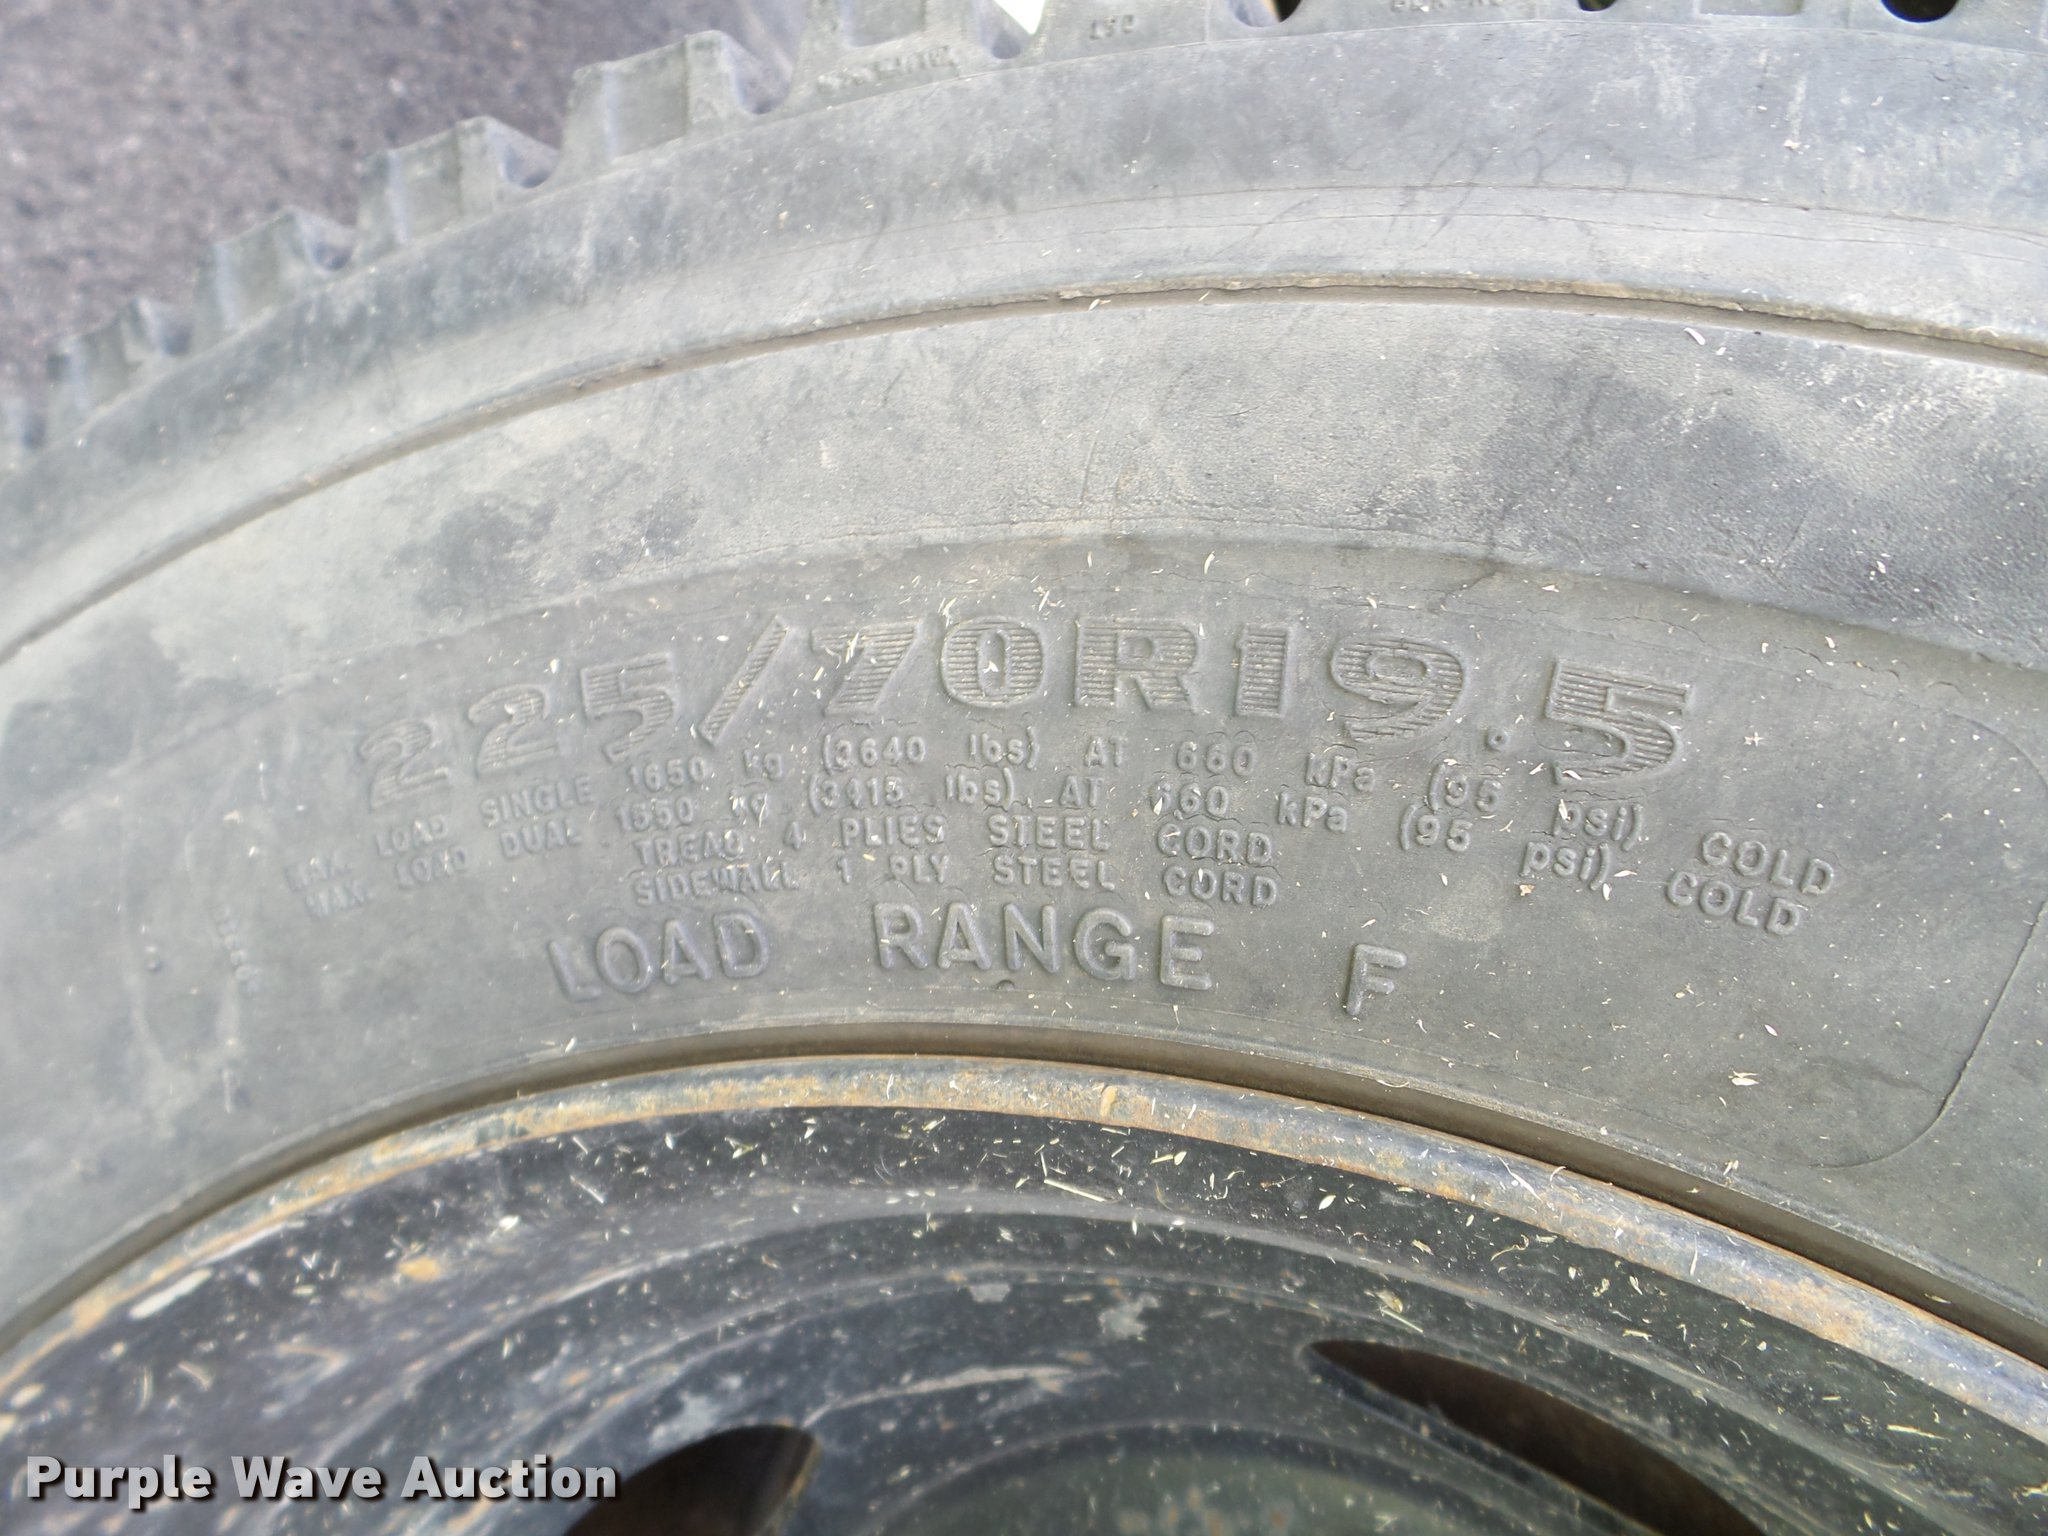 225/70R19.5
MAX. LOAD SINGLE 1650 kg (3640 lbs) AT 660 kPa (95 psi) COLD
MAX. LOAD DUAL 1550 kg (3415 lbs) AT 660 kPa (95 psi) COLD
TREAD 4 PLIES STEEL CORD
SIDEWALL 1 PLY STEEL CORD
LOAD RANGE F
Purple Wave Auction